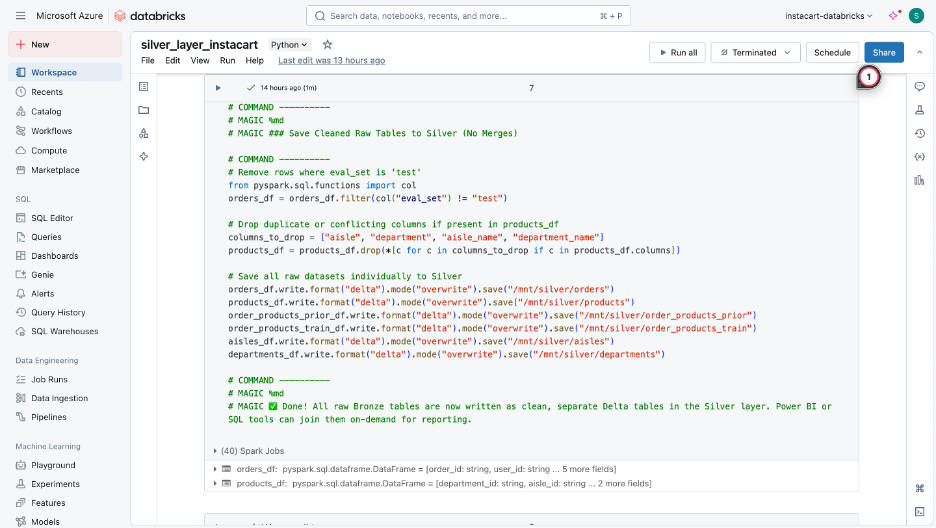 Microsoft Azure
databricks
Search data, notebooks, recents, and more...
⌘ + P
instacart-databricks
S
New
Workspace
Recents
Catalog
Workflows
Compute
Marketplace
SQL
SQL Editor
Queries
Dashboards
Genie
Alerts
Query History
SQL Warehouses
Data Engineering
Job Runs
Data Ingestion
Pipelines
Machine Learning
Playground
Experiments
Features
Models
silver_layer_instacart
Python
File Edit View Run Help Last edit was 13 hours ago
Run all
Terminated
Schedule
Share
1
14 hours ago (1m)
7
# COMMAND ----------
# MAGIC %md
# MAGIC ### Save Cleaned Raw Tables to Silver (No Merges)
# COMMAND ----------
# Remove rows where eval_set is 'test'
from pyspark.sql.functions import col
orders_df = orders_df.filter(col("eval_set") != "test")
# Drop duplicate or conflicting columns if present in products_df
columns_to_drop = ["aisle", "department", "aisle_name", "department_name"]
products_df = products_df.drop(*[c for c in columns_to_drop if c in products_df.columns])
# Save all raw datasets individually to Silver
orders_df.write.format("delta").mode("overwrite").save("/mnt/silver/orders")
products_df.write.format("delta").mode("overwrite").save("/mnt/silver/products")
order_products_prior_df.write.format("delta").mode("overwrite").save("/mnt/silver/order_products_prior")
order_products_train_df.write.format("delta").mode("overwrite").save("/mnt/silver/order_products_train")
aisles_df.write.format("delta").mode("overwrite").save("/mnt/silver/aisles")
departments_df.write.format("delta").mode("overwrite").save("/mnt/silver/departments")
# COMMAND ----------
# MAGIC %md
# MAGIC ✅ Done! All raw Bronze tables are now written as clean, separate Delta tables in the Silver layer. Power BI or
SQL tools can join them on-demand for reporting.
(40) Spark Jobs
orders_df: pyspark.sql.dataframe.DataFrame = [order_id: string, user_id: string ... 5 more fields]
products_df: pyspark.sql.dataframe.DataFrame = [department_id: string, aisle_id: string ... 2 more fields]